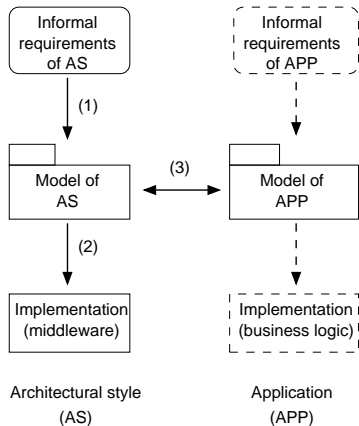 Informal
requirements
of AS
Informal
requirements
of APP
(1)
Model of
AS
(3)
Model of
APP
(2)
Implementation
(middleware)
Implementation
(business logic)
Architectural style
(AS)
Application
(APP)